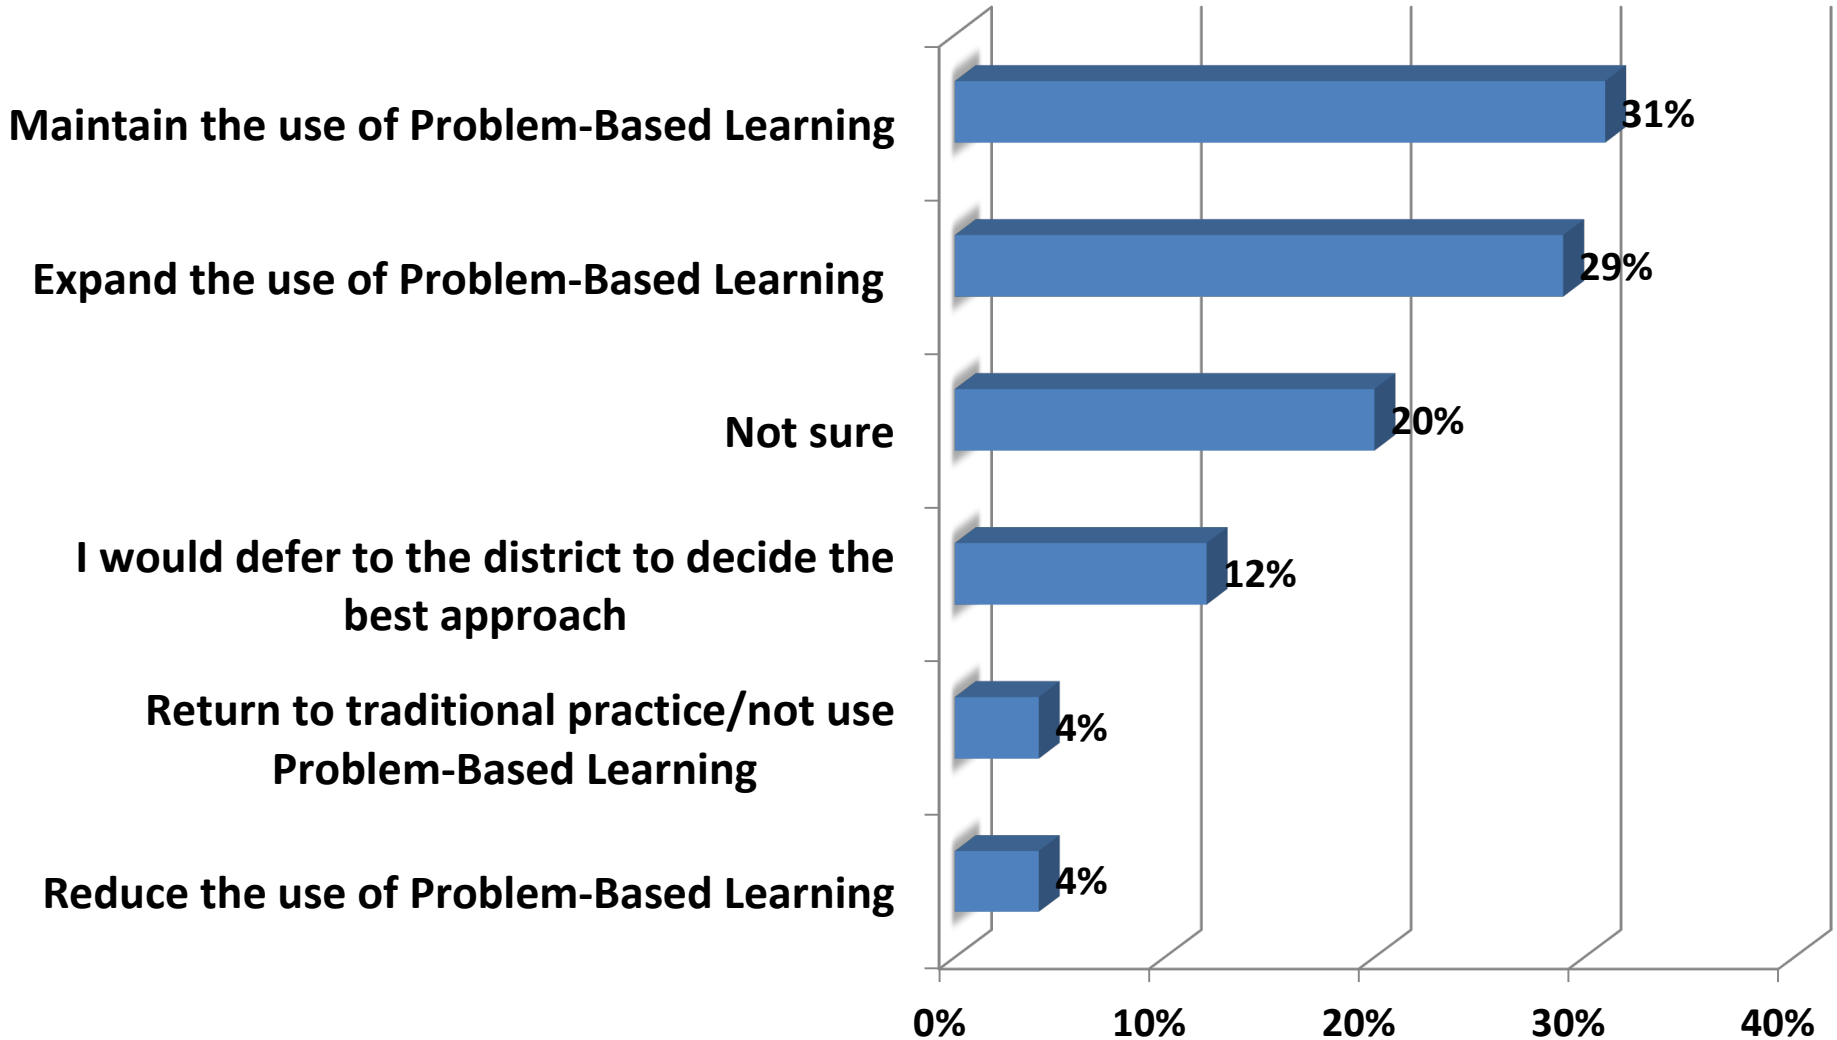 Maintain the use of Problem-Based Learning
31%
Expand the use of Problem-Based Learning
29%
Not sure
20%
I would defer to the district to decide the
best approach
12%
Return to traditional practice/not use
Problem-Based Learning
4%
Reduce the use of Problem-Based Learning
4%
0% 10% 20% 30% 40%